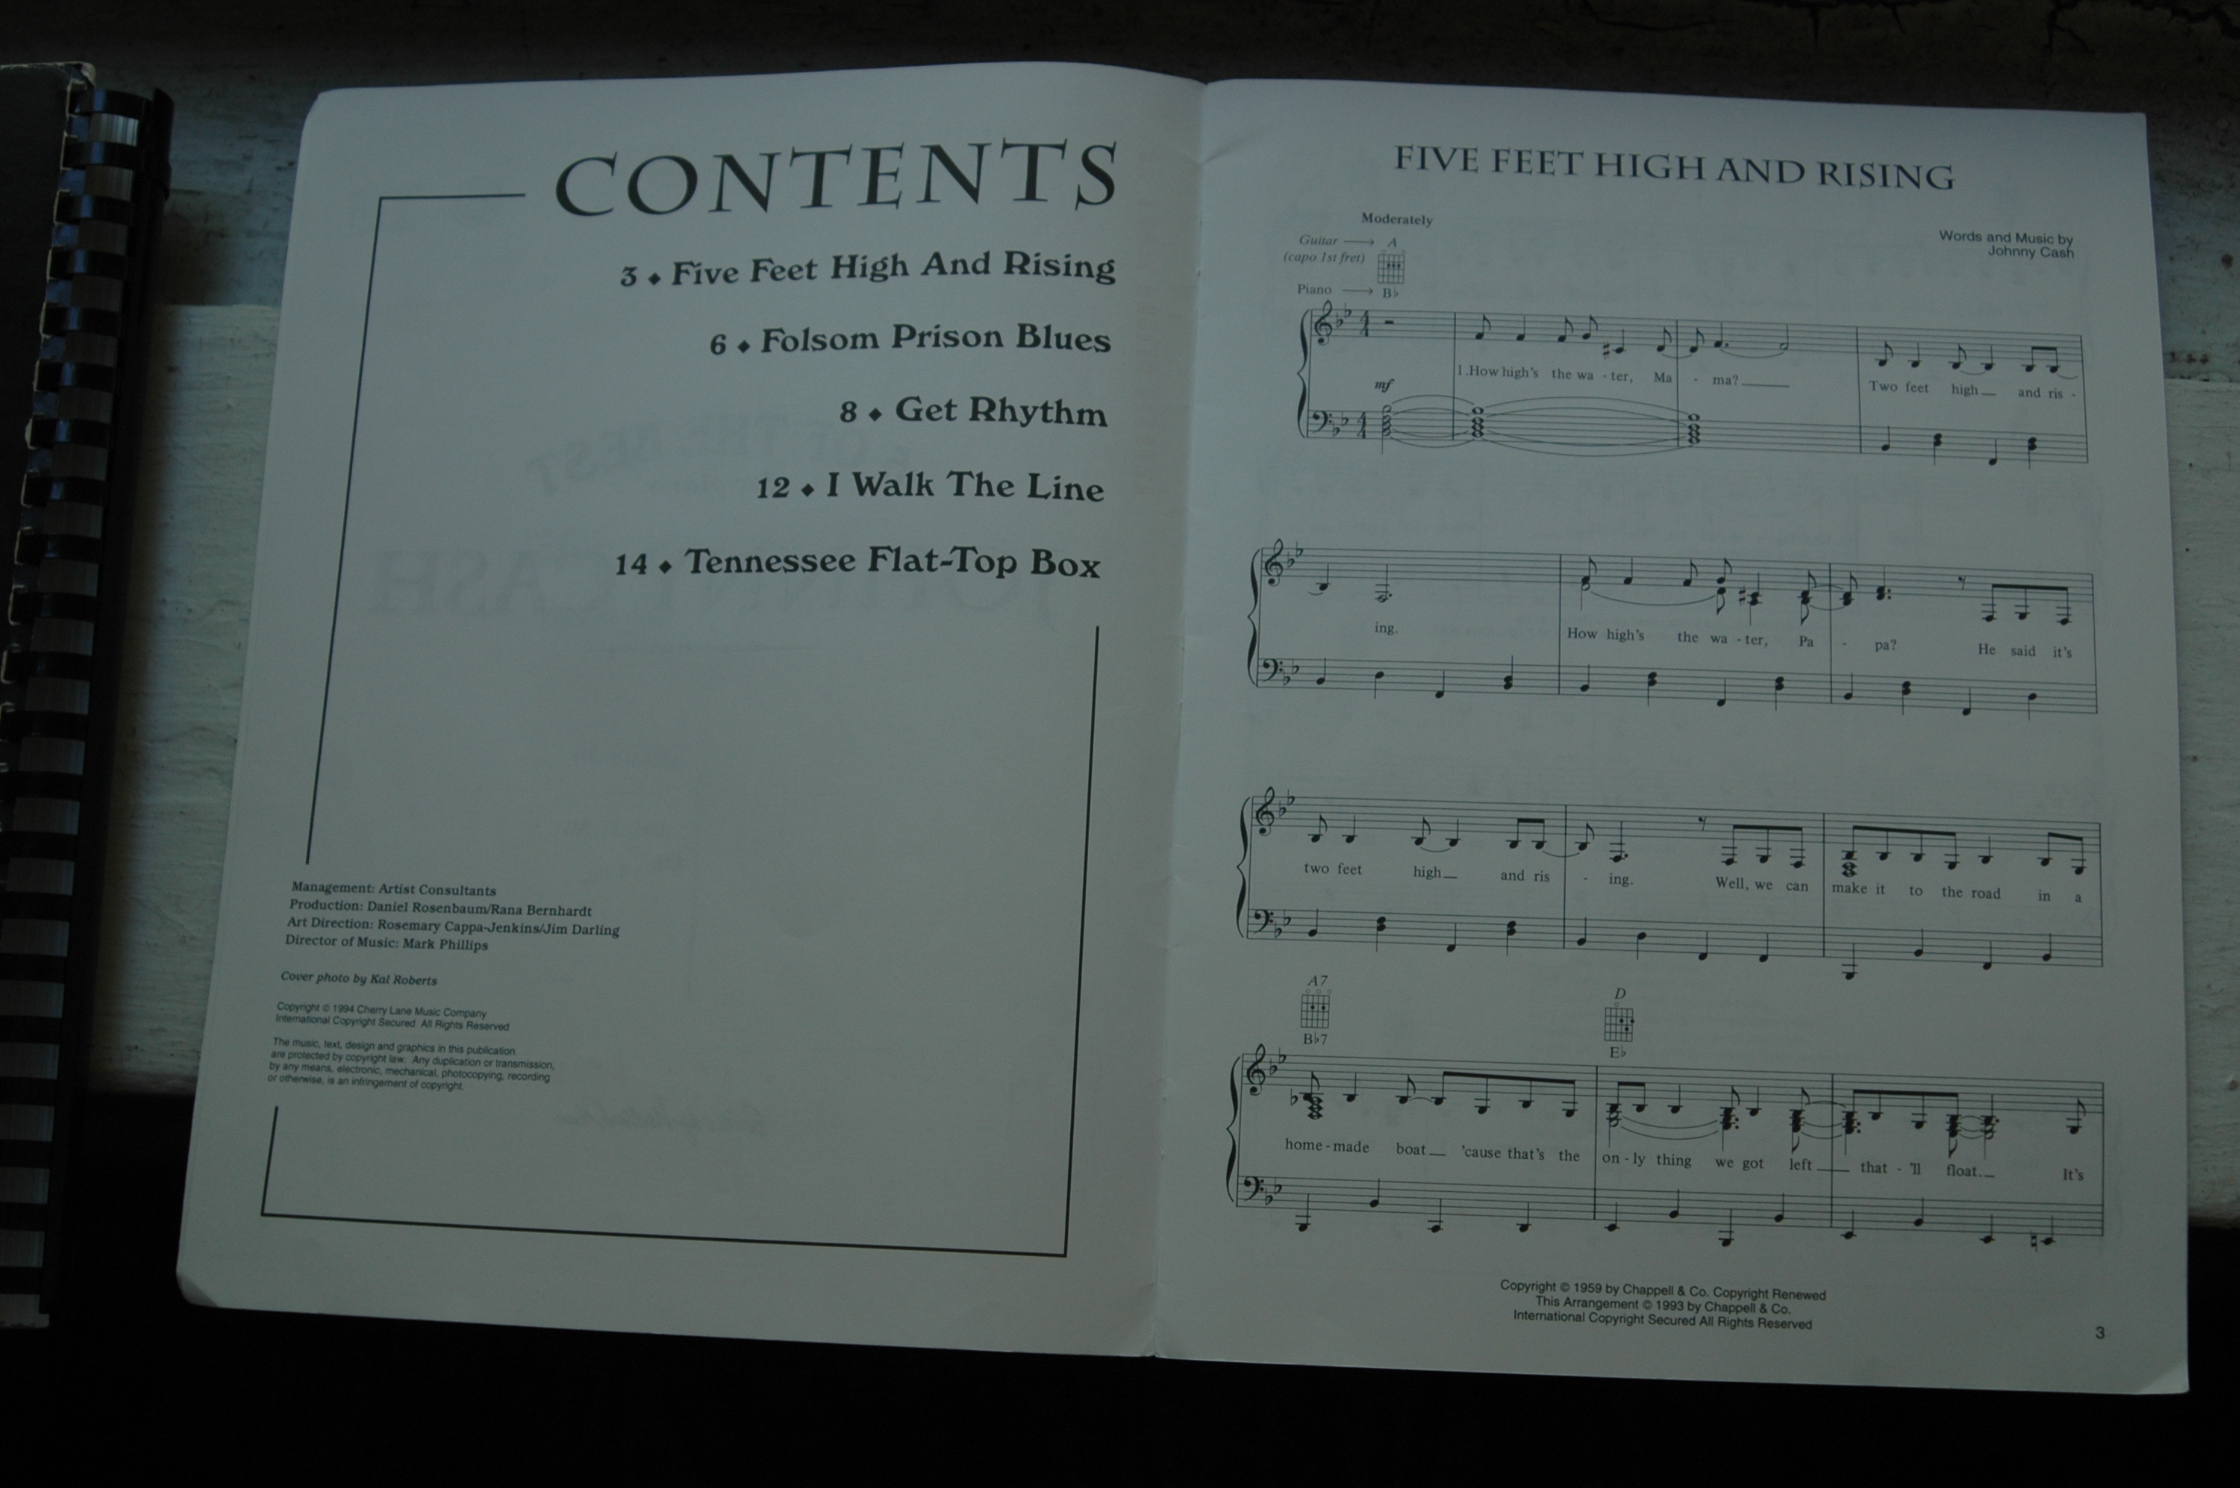 CONTENTS
3 ♦ Five Feet High And Rising
6 ♦ Folsom Prison Blues
8 ♦ Get Rhythm
12 ♦ I Walk The Line
14 ♦ Tennessee Flat-Top Box
Management: Artist Consultants
Production: Daniel Rosenbaum/Rana Bernhardt
Art Direction: Rosemary Cappa-Jenkins/Jim Darling
Director of Music: Mark Phillips
Cover photo by Kal Roberts
Copyright © 1994 Cherry Lane Music Company
International Copyright Secured All Rights Reserved
The music, text, design and graphics in this publication
are protected by copyright law. Any duplication or transmission,
by any means, electronic, mechanical, photocopying, recording
or otherwise, is an infringement of copyright.
FIVE FEET HIGH AND RISING
Words and Music by
Johnny Cash
Moderately
Guitar → A
(capo 1st fret)
Piano → B♭
mf
1.How high's the wa - ter, Ma - ma? Two feet high and ris -
ing. How high's the wa - ter, Pa - pa? He said it's
two feet high and ris - ing. Well, we can make it to the road in a
A7 D
B♭7 E♭
home - made boat 'cause that's the on - ly thing we got left that - 'll float. It's
Copyright © 1959 by Chappell & Co. Copyright Renewed
This Arrangement © 1993 by Chappell & Co.
International Copyright Secured All Rights Reserved
3